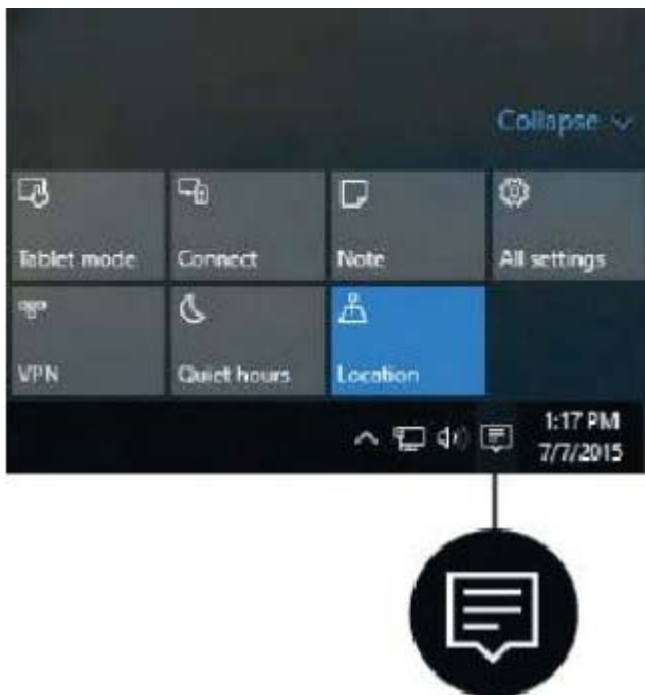 Collapse
Tablet mode Connect Note All settings
VPN Quiet hours Location
1:17 PM
7/7/2015